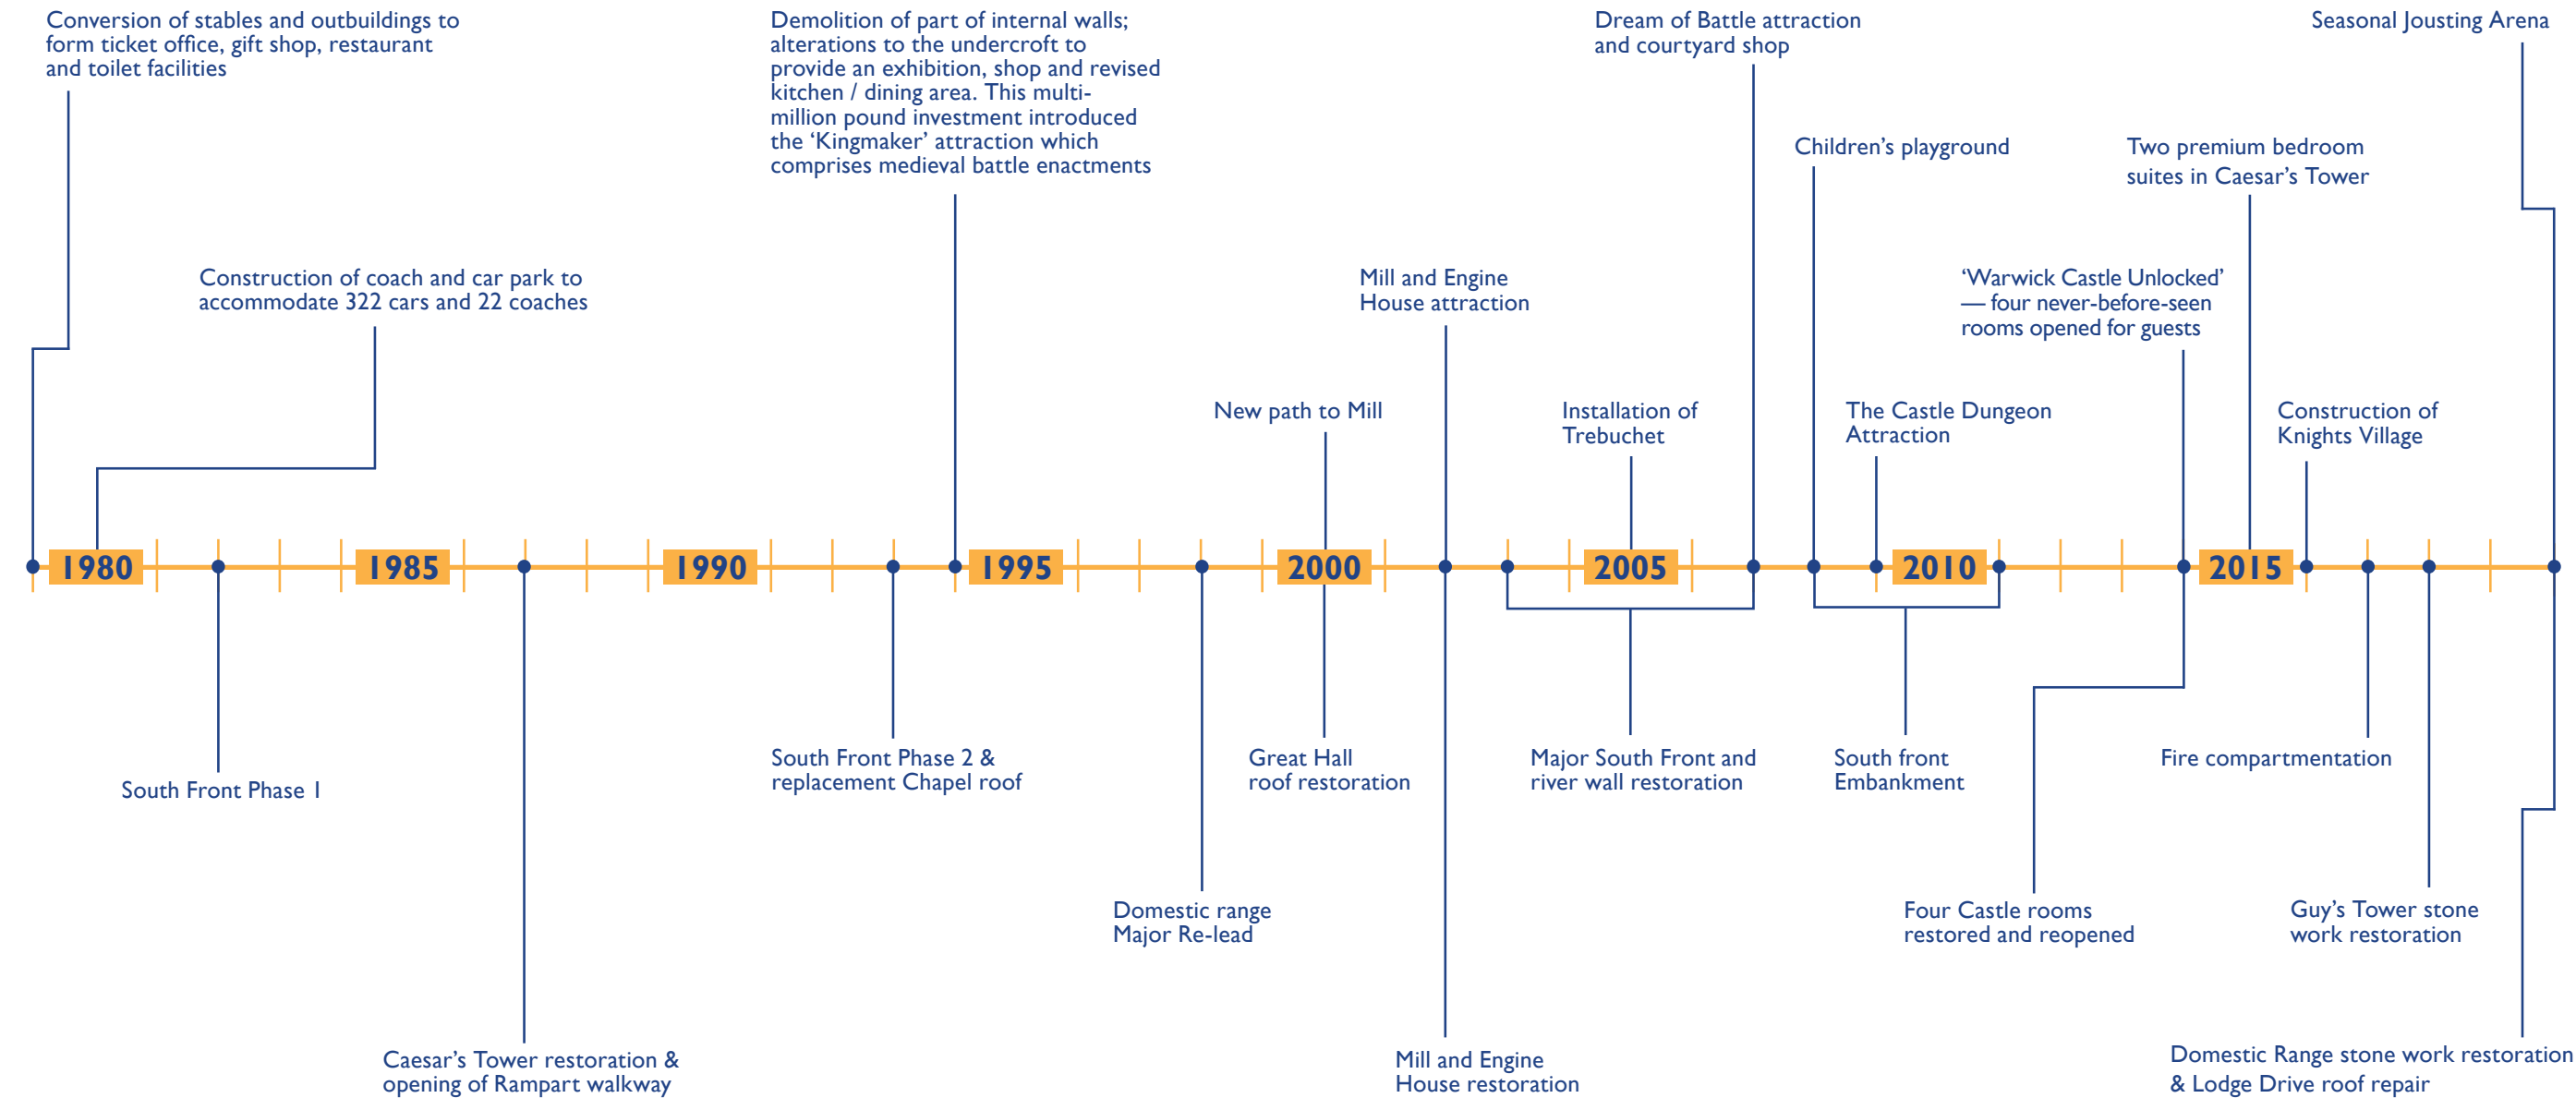 Conversion of stables and outbuildings to
form ticket office, gift shop, restaurant
and toilet facilities
Demolition of part of internal walls;
alterations to the undercroft to
provide an exhibition, shop and revised
kitchen / dining area. This multi-
million pound investment introduced
the ‘Kingmaker’ attraction which
comprises medieval battle enactments
Dream of Battle attraction
and courtyard shop
Seasonal Jousting Arena
Children’s playground
Two premium bedroom
suites in Caesar’s Tower
Construction of coach and car park to
accommodate 322 cars and 22 coaches
Mill and Engine
House attraction
‘Warwick Castle Unlocked’
— four never-before-seen
rooms opened for guests
New path to Mill
Installation of
Trebuchet
The Castle Dungeon
Attraction
Construction of
Knights Village
1980
1985
1990
1995
2000
2005
2010
2015
South Front Phase 1
South Front Phase 2 &
replacement Chapel roof
Great Hall
roof restoration
Major South Front and
river wall restoration
South front
Embankment
Fire compartmentation
Domestic range
Major Re-lead
Four Castle rooms
restored and reopened
Guy’s Tower stone
work restoration
Caesar’s Tower restoration &
opening of Rampart walkway
Mill and Engine
House restoration
Domestic Range stone work restoration
& Lodge Drive roof repair